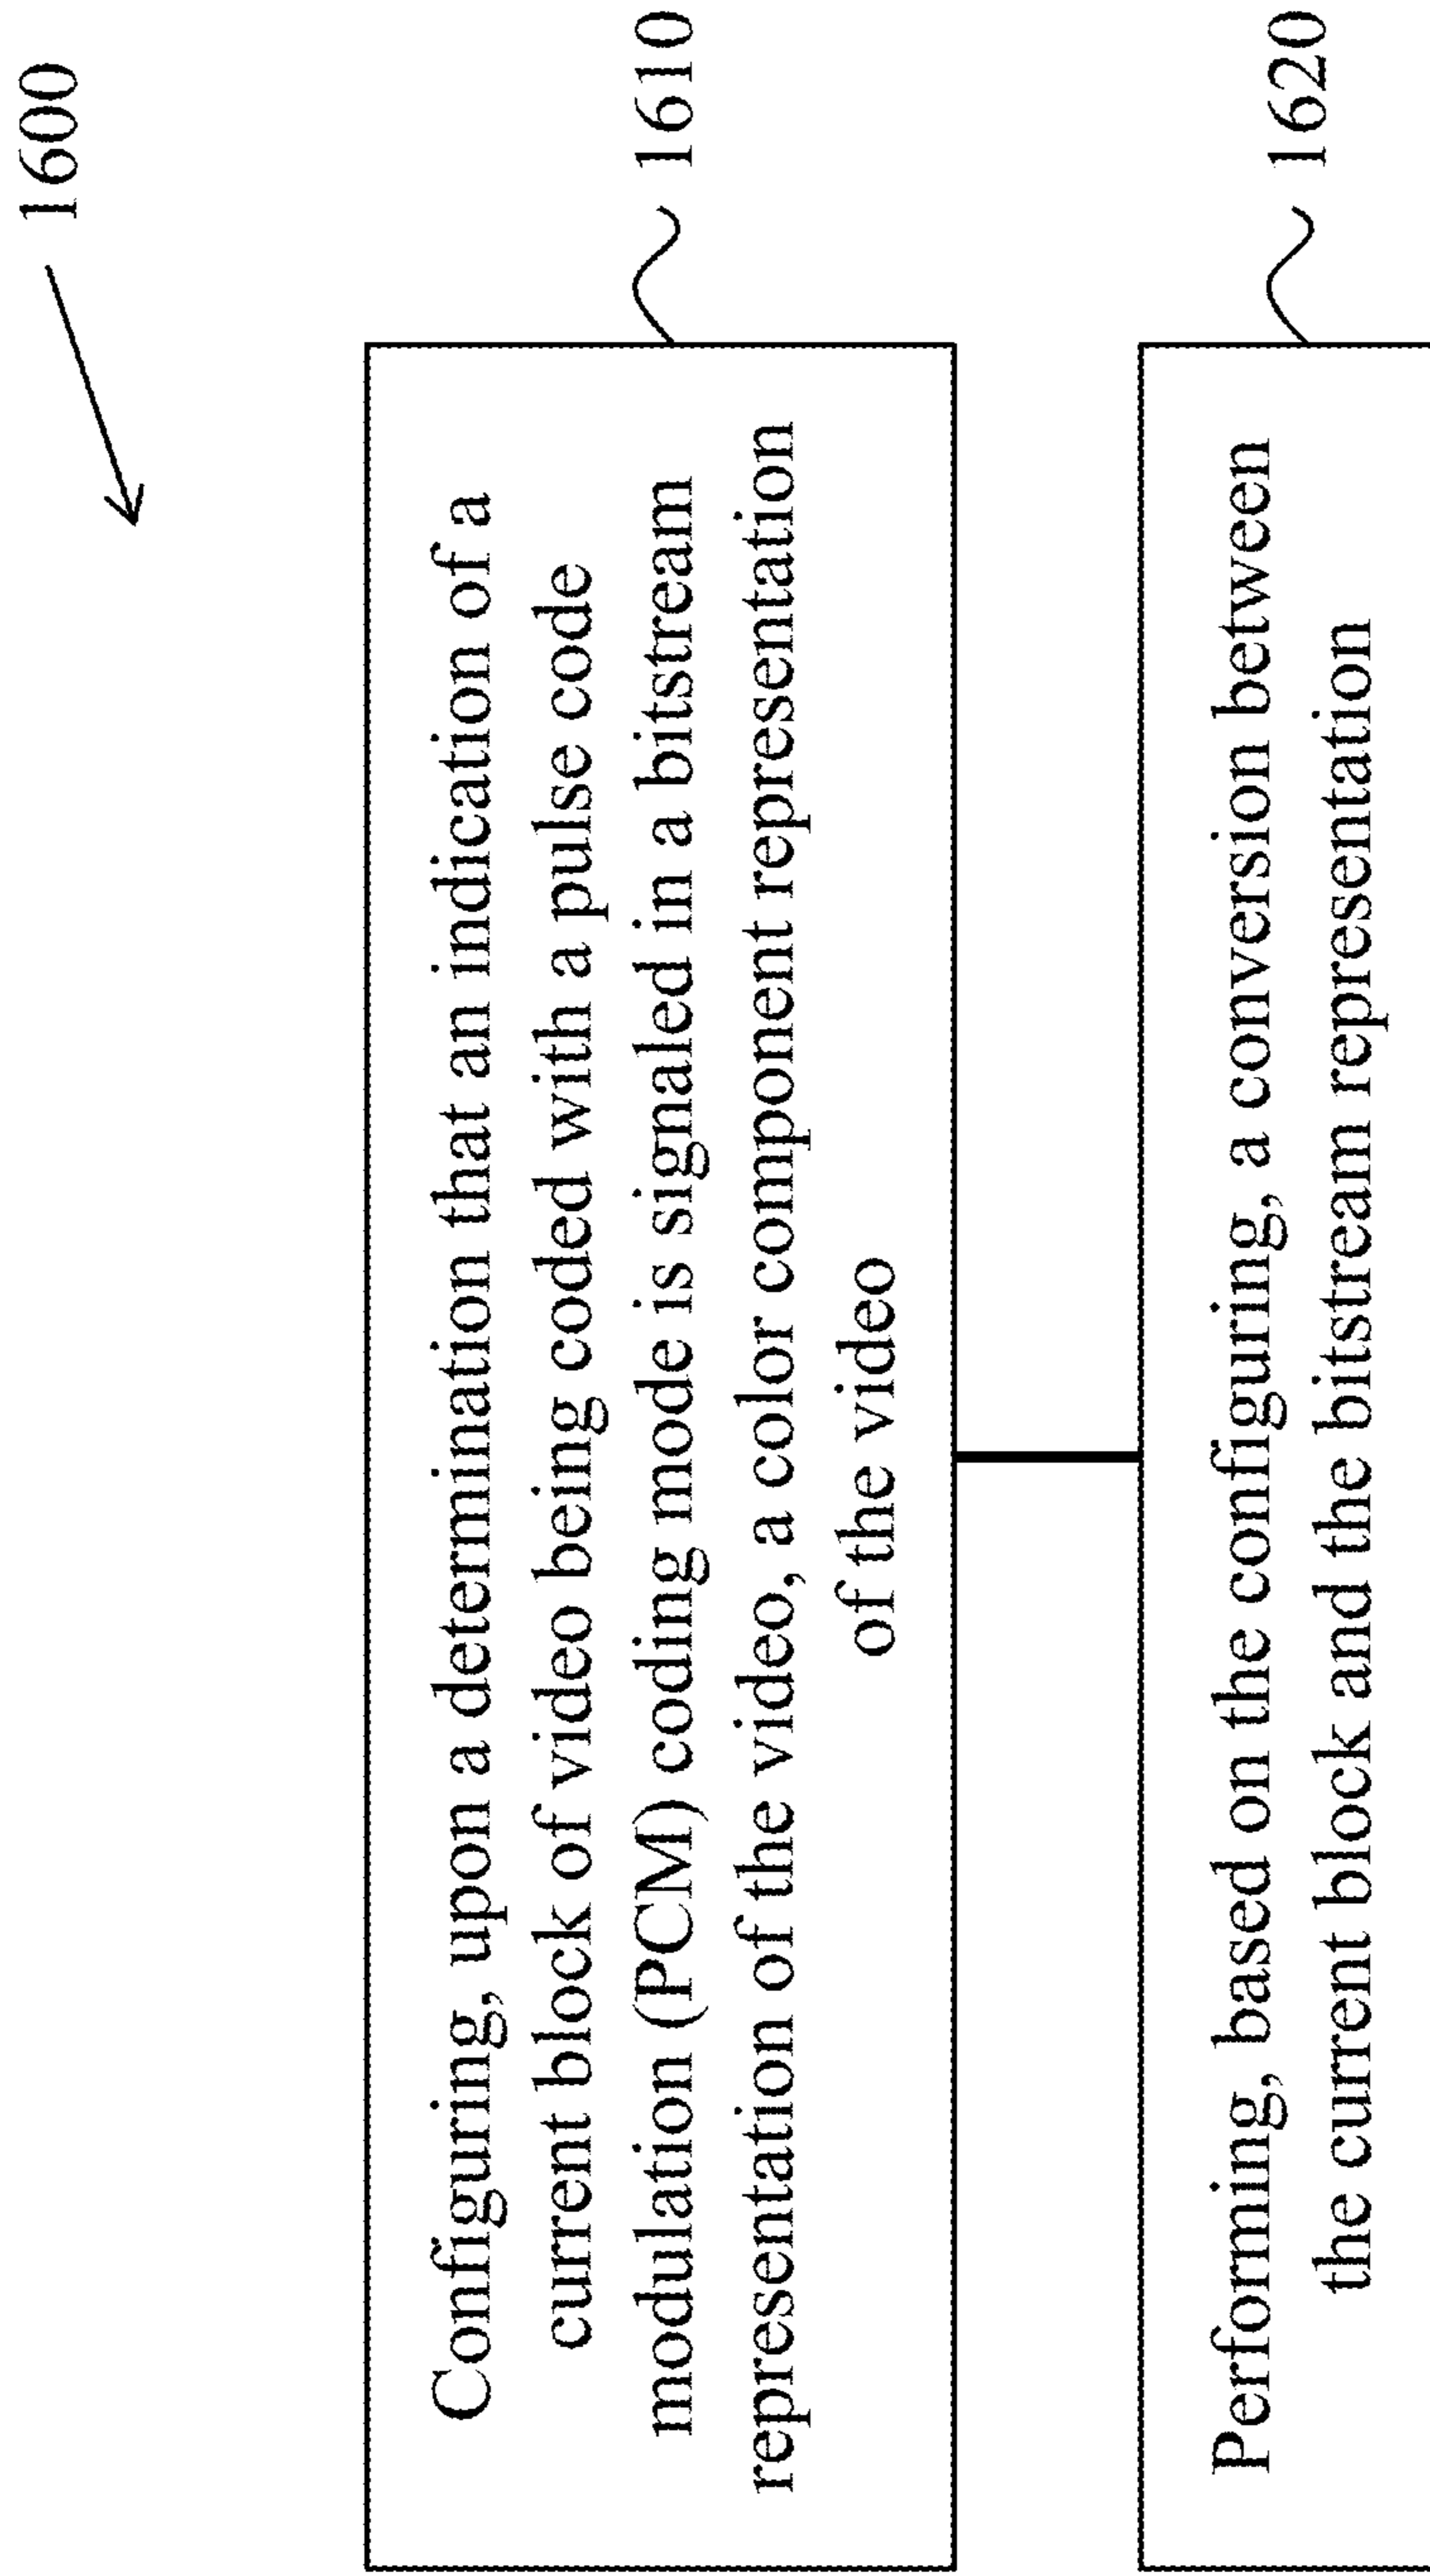 1600
Configuring, upon a determination that an indication of a
current block of video being coded with a pulse code
modulation (PCM) coding mode is signaled in a bitstream
representation of the video, a color component representation
of the video
1610
Performing, based on the configuring, a conversion between
the current block and the bitstream representation
1620